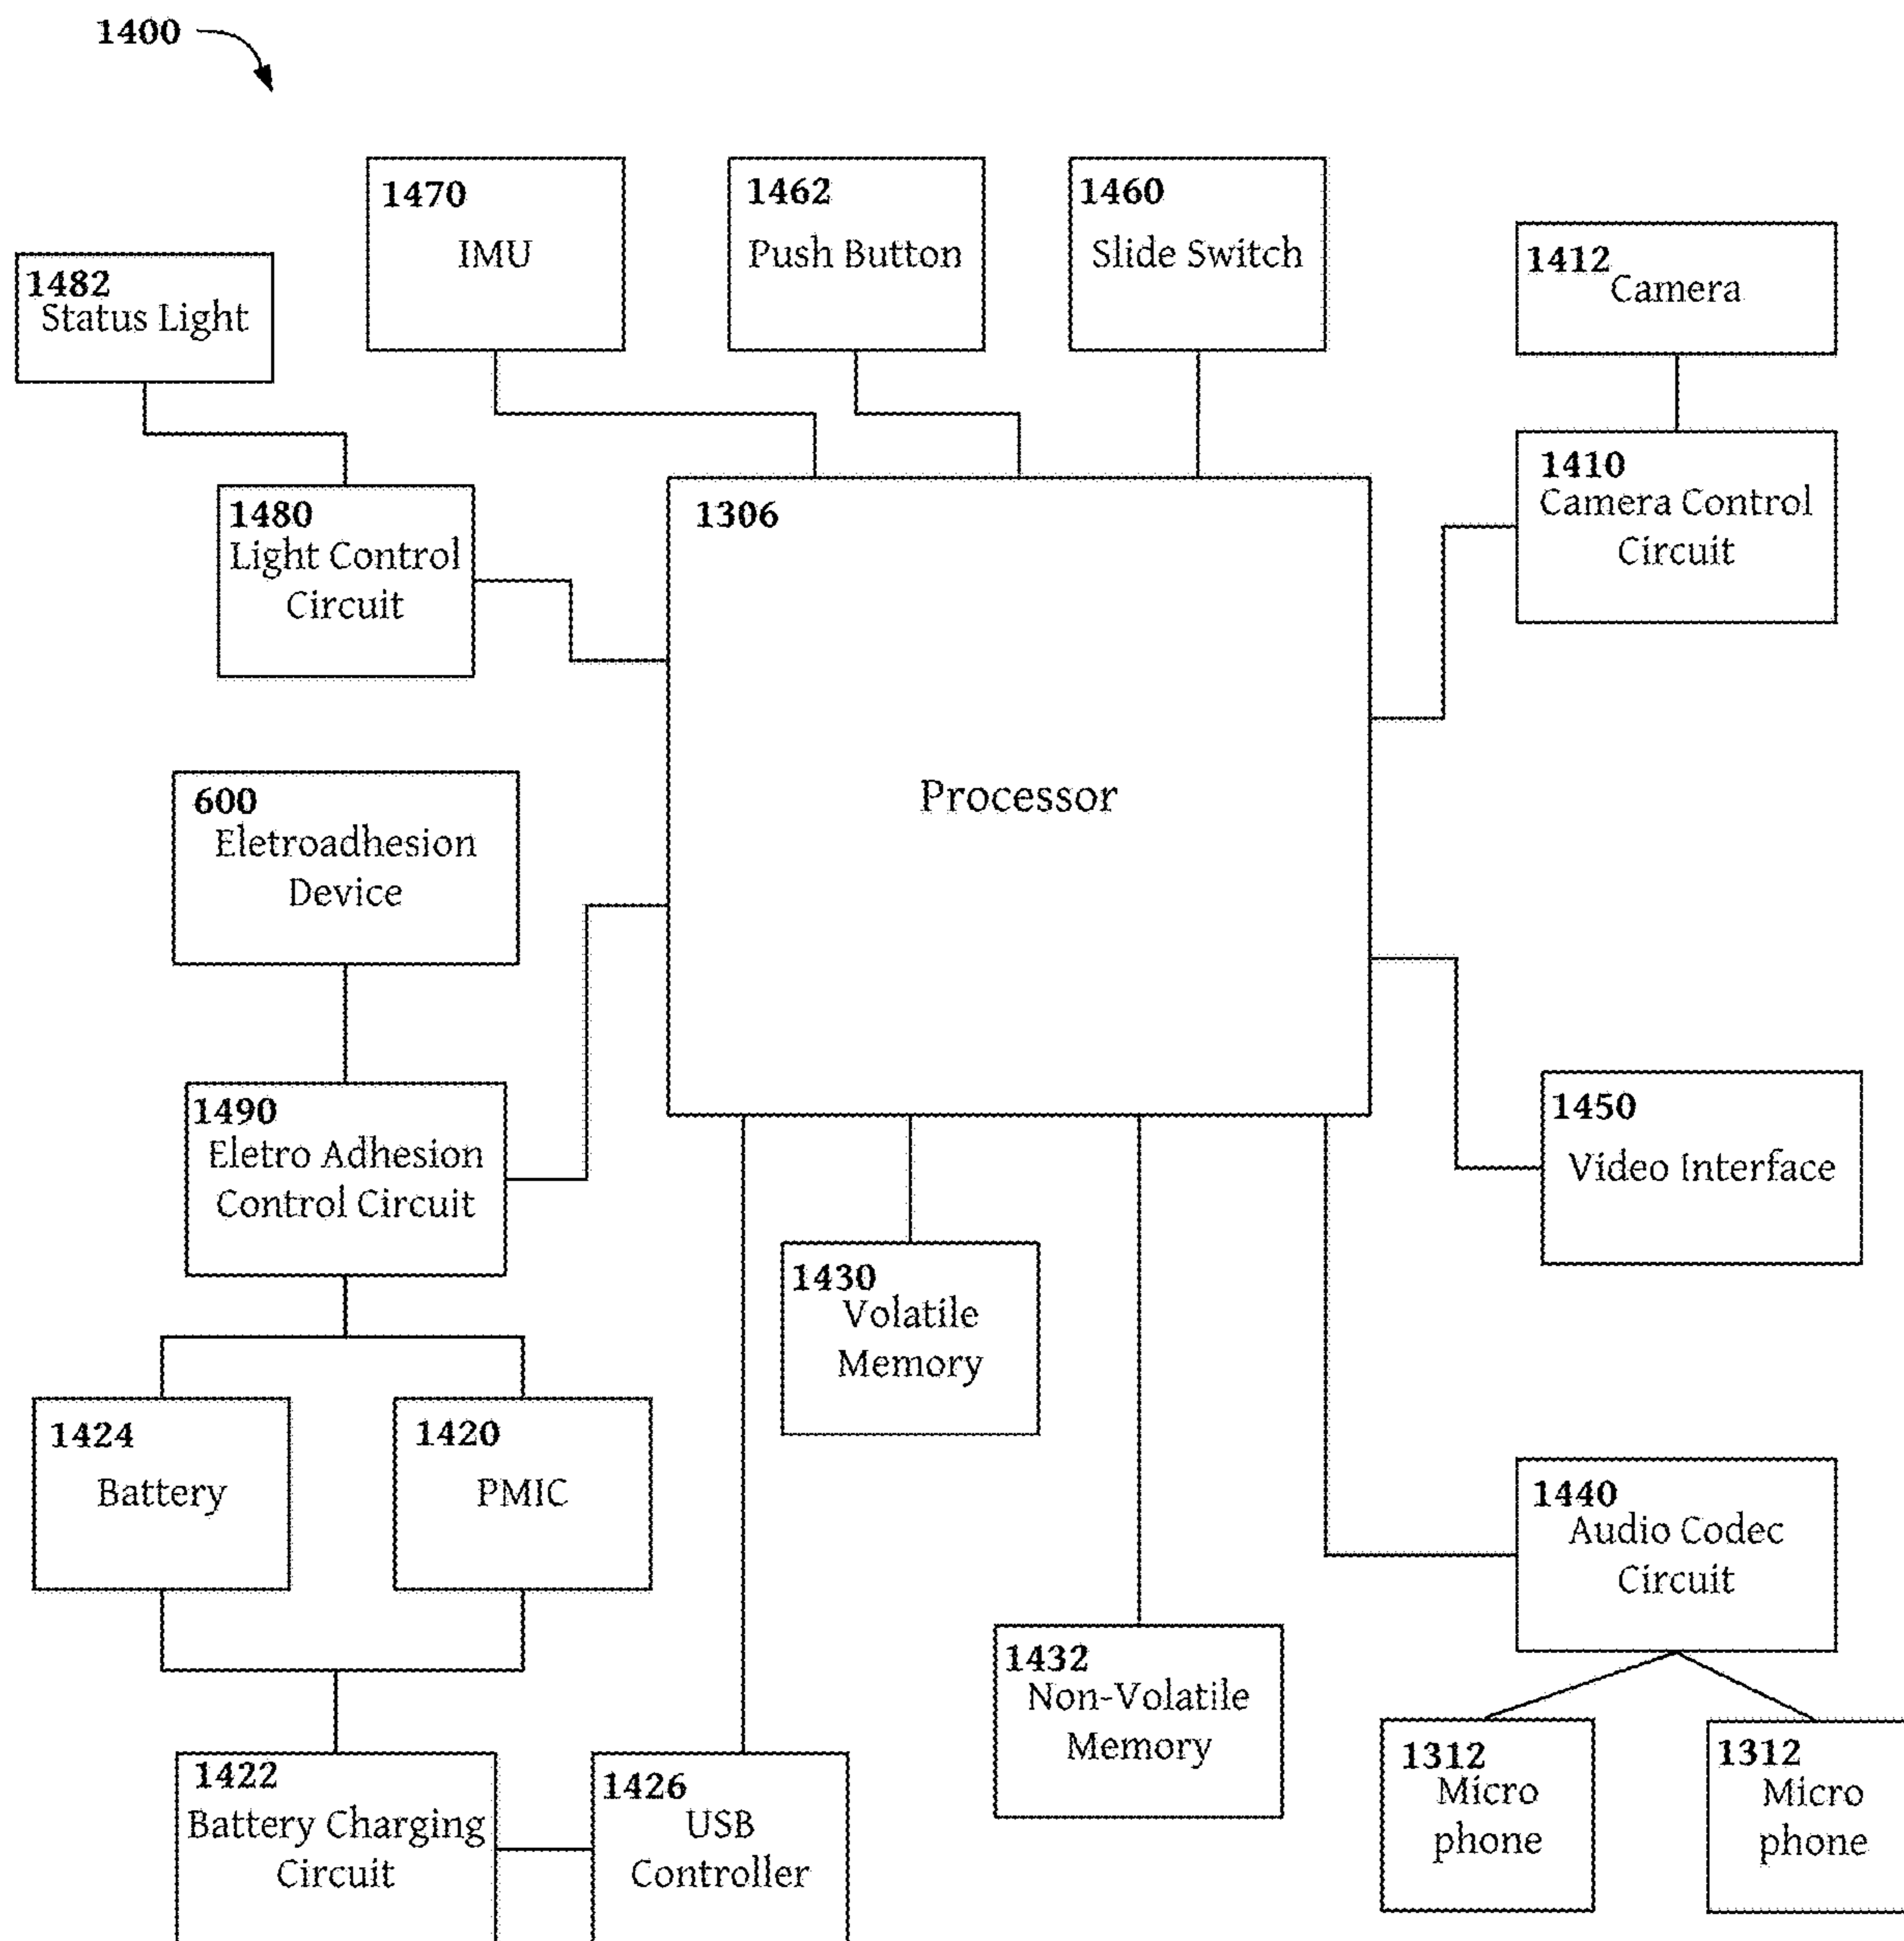 1400
1470
IMU
1462
Push Button
1460
Slide Switch
1412
Camera
1482
Status Light
1410
Camera Control
Circuit
1480
Light Control
Circuit
1306
Processor
600
Eletroadhesion
Device
1490
Eletro Adhesion
Control Circuit
1450
Video Interface
1430
Volatile
Memory
1424
Battery
1420
PMIC
1440
Audio Codec
Circuit
1432
Non-Volatile
Memory
1312
Micro
phone
1312
Micro
phone
1422
Battery Charging
Circuit
1426
USB
Controller